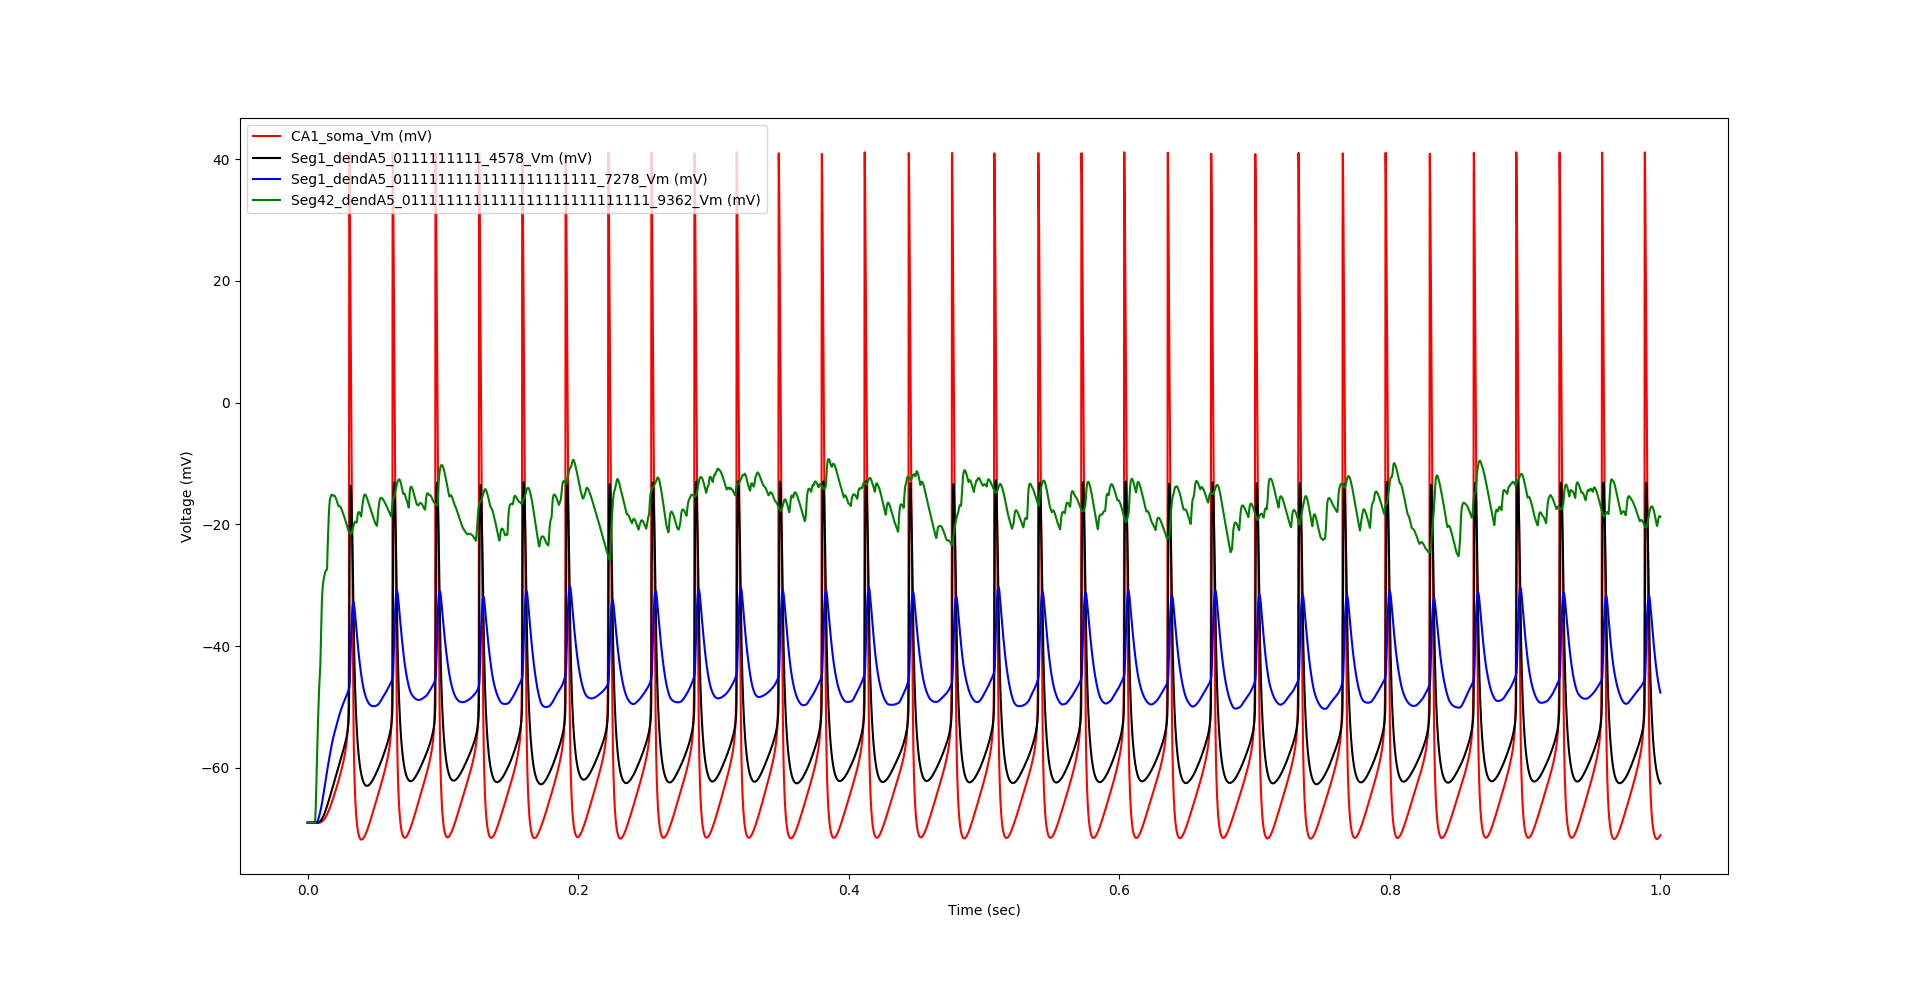 CA1_soma_Vm (mV)
Seg1_dendA5_0111111111_4578_Vm (mV)
Seg1_dendA5_01111111111111111111111_7278_Vm (mV)
Seg42_dendA5_0111111111111111111111111111_9362_Vm (mV)
40
20
0
−20
−40
−60
Voltage (mV)
0.0 0.2 0.4 0.6 0.8 1.0
Time (sec)